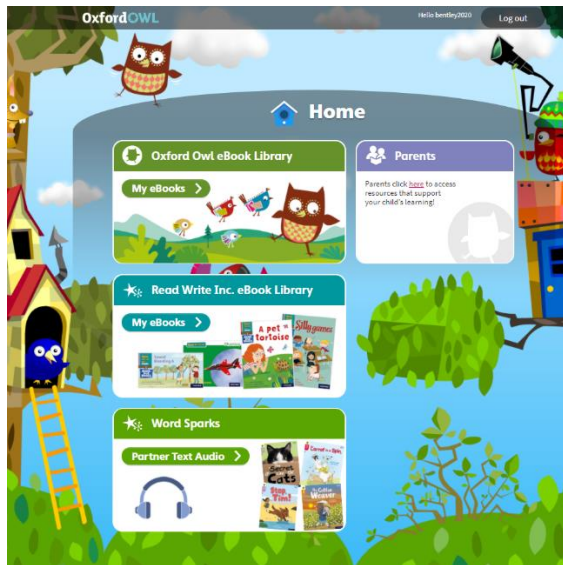 OxfordOWL
Hello bentley2020
Log out
Home
Oxford Owl eBook Library
My eBooks
Parents
Parents click here to access
resources that support
your child's learning!
Read Write Inc. eBook Library
My eBooks
A pet
tortoise
Silly games
Word Sparks
Partner Text Audio
Secret
Cats
Stop,
Tim!
Weaver